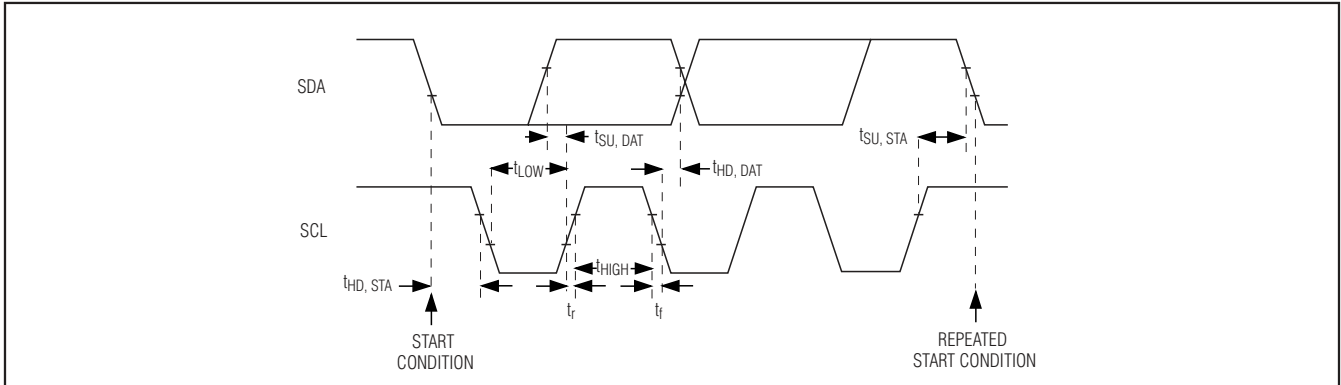 SDA
tSU, DAT
tSU, STA
tLOW
tHD, DAT
SCL
tHIGH
tHD, STA
tr
tf
START
CONDITION
REPEATED
START CONDITION